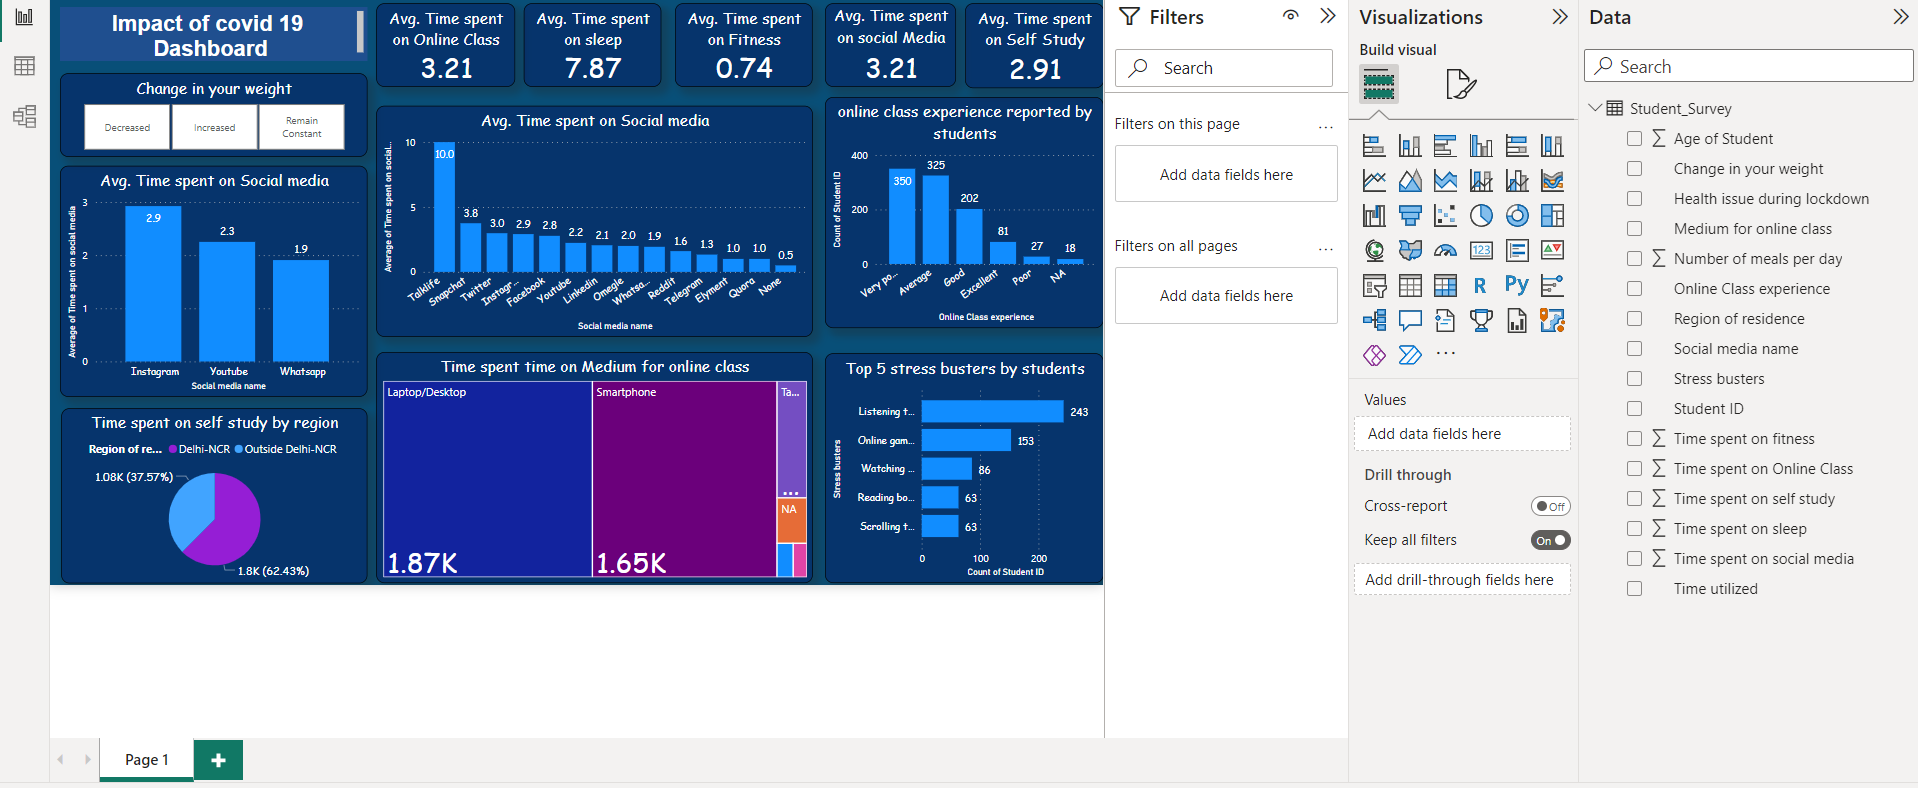 Impact of covid 19
Dashboard
Change in your weight
Decreased
Increased
Remain
Constant
Avg. Time spent on Social media
Average of Time spent on social media
3
2
1
0
2.9
2.3
1.9
Instagram
Youtube
Whatsapp
Social media name
Time spent on self study by region
Region of re...
Delhi-NCR
Outside Delhi-NCR
1.08K (37.57%)
1.8K (62.43%)
Avg. Time spent
on Online Class
3.21
Avg. Time spent
on sleep
7.87
Avg. Time spent
on Fitness
0.74
Avg. Time spent
on social Media
3.21
Avg. Time spent
on Self Study
2.91
Avg. Time spent on Social media
Average of Time spent on social...
10
5
0
10.0
3.8
3.0
2.9
2.8
2.2
2.1
2.0
1.9
1.6
1.3
1.0
1.0
0.5
Talklife
Snapchat
Twitter
Instagr...
Facebook
Youtube
Linkedin
Omegle
Whatsa...
Reddit
Telegram
Elyment
Quora
None
Social media name
online class experience reported by
students
Count of Student ID
400
200
0
350
325
202
81
27
18
Very po...
Average
Good
Excellent
Poor
NA
Online Class experience
Time spent time on Medium for online class
Laptop/Desktop
1.87K
Smartphone
1.65K
Ta...
...
NA
Top 5 stress busters by students
Stress busters
Listening t...
243
Online gam...
153
Watching ...
86
Reading bo...
63
Scrolling t...
63
0
100
200
Count of Student ID
Page 1
+
Filters
Search
Filters on this page
...
Add data fields here
Filters on all pages
...
Add data fields here
Visualizations
Build visual
123
R
Py
...
Values
Add data fields here
Drill through
Cross-report
Off
Keep all filters
On
Add drill-through fields here
Data
Search
Student_Survey
∑ Age of Student
Change in your weight
Health issue during lockdown
Medium for online class
∑ Number of meals per day
Online Class experience
Region of residence
Social media name
Stress busters
Student ID
∑ Time spent on fitness
∑ Time spent on Online Class
∑ Time spent on self study
∑ Time spent on sleep
∑ Time spent on social media
Time utilized